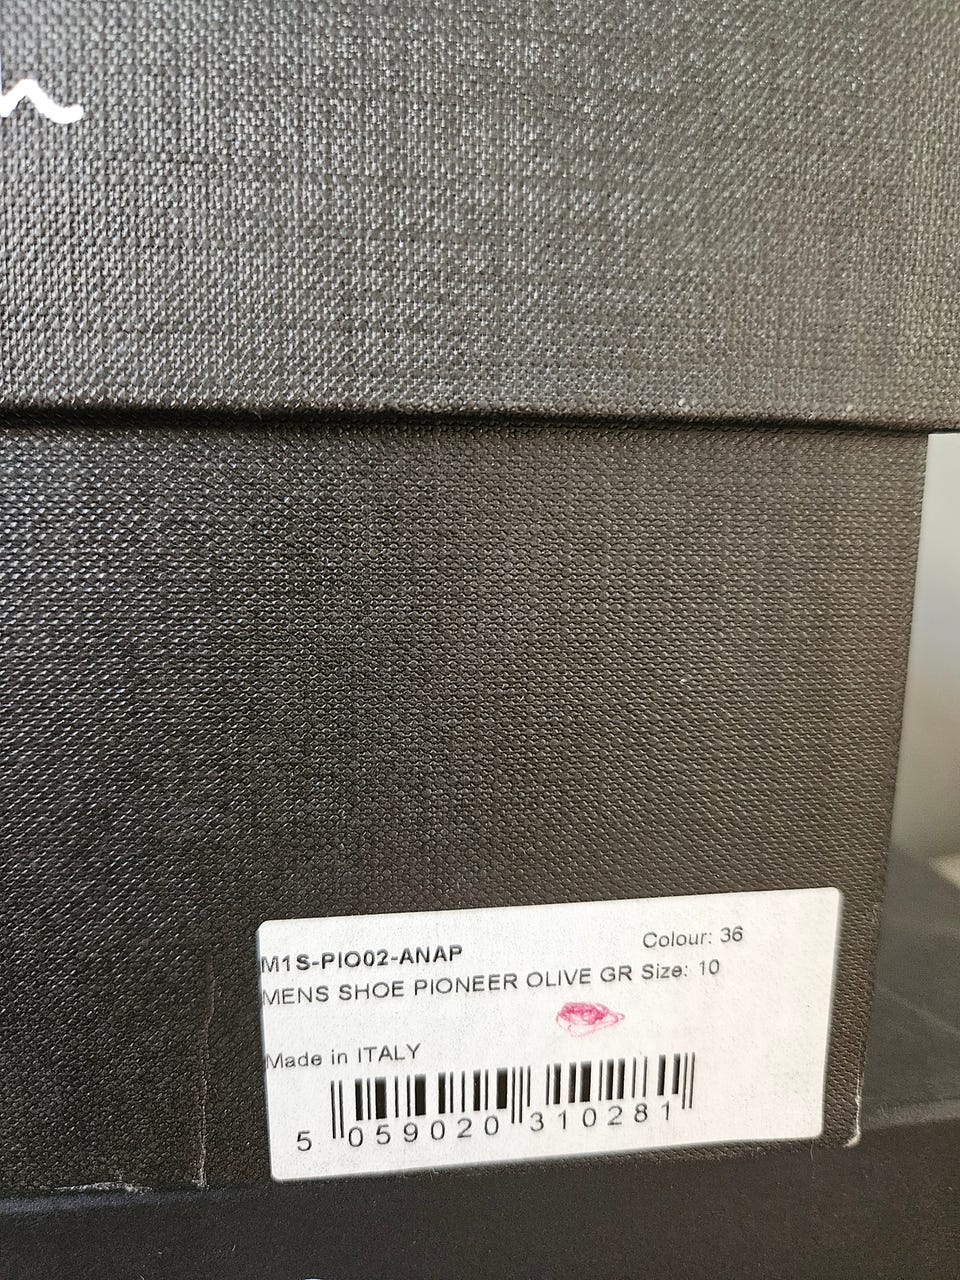 M1S-PIO02-ANAP
Colour: 36
MENS SHOE PIONEER OLIVE GR Size: 10
Made in ITALY
5 059020 310281